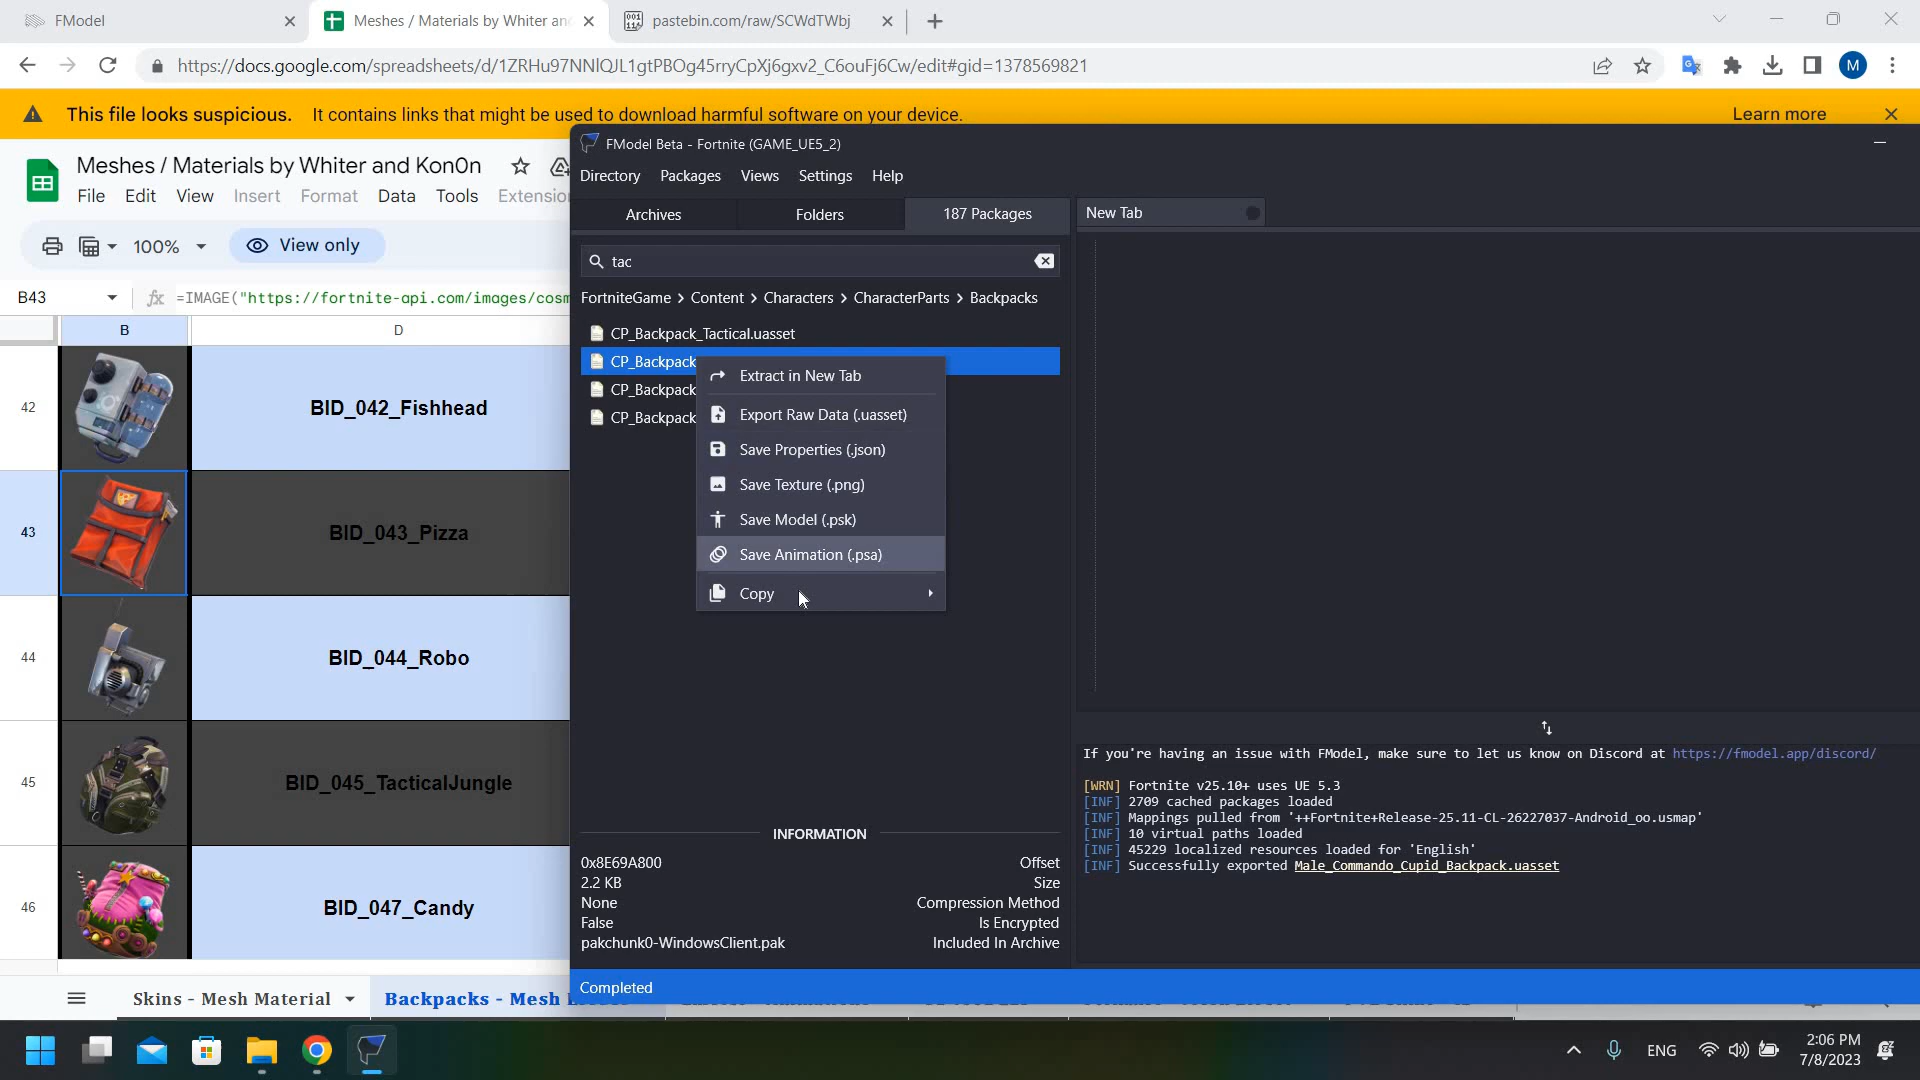 FModel
Meshes / Materials by Whiter an
pastebin.com/raw/SCWdTWbj
https://docs.google.com/spreadsheets/d/1ZRHu97NNlQJL1gtPBOg45rryCpXj6gxv2_C6ouFj6Cw/edit#gid=1378569821
M
This file looks suspicious. It contains links that might be used to download harmful software on your device.
Learn more
Meshes / Materials by Whiter and Kon0n
File Edit View Insert Format Data Tools Extensio
100%
View only
B43
=IMAGE("https://fortnite-api.com/images/cosm
B
D
42
BID_042_Fishhead
43
BID_043_Pizza
44
BID_044_Robo
45
BID_045_TacticalJungle
46
BID_047_Candy
Skins - Mesh Material
Backpacks - Mesh
FModel Beta - Fortnite (GAME_UE5_2)
Directory Packages Views Settings Help
Archives
Folders
187 Packages
New Tab
tac
FortniteGame > Content > Characters > CharacterParts > Backpacks
CP_Backpack_Tactical.uasset
CP_Backpack
CP_Backpack
CP_Backpack
Extract in New Tab
Export Raw Data (.uasset)
Save Properties (.json)
Save Texture (.png)
Save Model (.psk)
Save Animation (.psa)
Copy
INFORMATION
0x8E69A800 Offset
2.2 KB Size
None Compression Method
False Is Encrypted
pakchunk0-WindowsClient.pak Included In Archive
If you're having an issue with FModel, make sure to let us know on Discord at https://fmodel.app/discord/
[WRN] Fortnite v25.10+ uses UE 5.3
[INF] 2709 cached packages loaded
[INF] Mappings pulled from '++Fortnite+Release-25.11-CL-26227037-Android_oo.usmap'
[INF] 10 virtual paths loaded
[INF] 45229 localized resources loaded for 'English'
[INF] Successfully exported Male_Commando_Cupid_Backpack.uasset
Completed
ENG
2:06 PM
7/8/2023